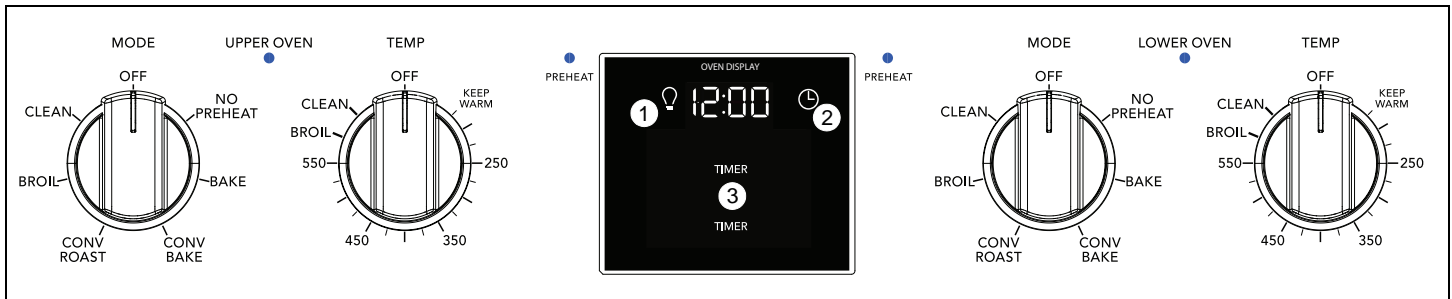 MODE
UPPER OVEN
TEMP
OFF
NO
PREHEAT
BAKE
CONV
BAKE
CONV
ROAST
BROIL
CLEAN
OFF
KEEP
WARM
250
350
450
550
BROIL
CLEAN
PREHEAT
OVEN DISPLAY
1
12:00
2
TIMER
3
TIMER
PREHEAT
MODE
LOWER OVEN
TEMP
OFF
NO
PREHEAT
BAKE
CONV
BAKE
CONV
ROAST
BROIL
CLEAN
OFF
KEEP
WARM
250
350
450
550
BROIL
CLEAN